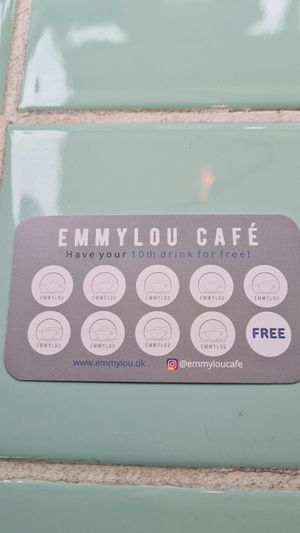 EMMYLOU CAFÉ
Have your 10th drink for free!
EMMYLOU EMMYLOU EMMYLOU EMMYLOU EMMYLOU
EMMYLOU EMMYLOU EMMYLOU EMMYLOU FREE
www.emmylou.dk @emmyloucafe